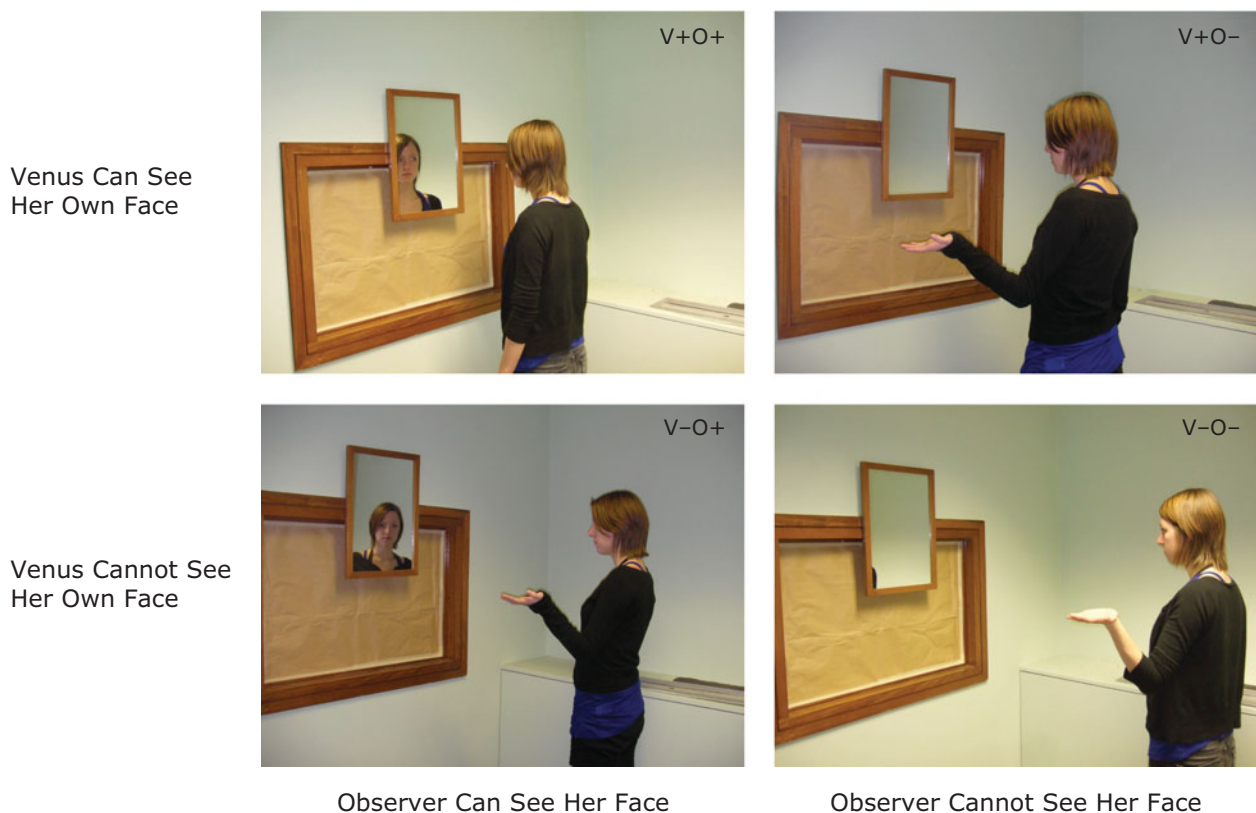 V+O+
V+O−
Venus Can See
Her Own Face
V−O+
V−O−
Venus Cannot See
Her Own Face
Observer Can See Her Face
Observer Cannot See Her Face